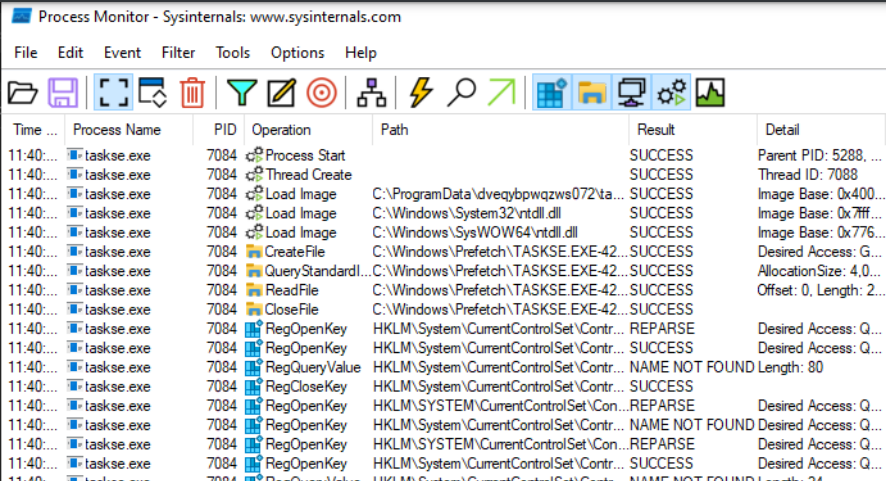 Process Monitor - Sysinternals: www.sysinternals.com
File Edit Event Filter Tools Options Help
Time ... Process Name PID Operation Path Result Detail
11:40:... taskse.exe 7084 Process Start SUCCESS Parent PID: 5288, ...
11:40:... taskse.exe 7084 Thread Create SUCCESS Thread ID: 7088
11:40:... taskse.exe 7084 Load Image C:\ProgramData\dveqybpwqzws072\ta... SUCCESS Image Base: 0x400...
11:40:... taskse.exe 7084 Load Image C:\Windows\System32\ntdll.dll SUCCESS Image Base: 0x7fff...
11:40:... taskse.exe 7084 Load Image C:\Windows\SysWOW64\ntdll.dll SUCCESS Image Base: 0x776...
11:40:... taskse.exe 7084 CreateFile C:\Windows\Prefetch\TASKSE.EXE-42... SUCCESS Desired Access: G...
11:40:... taskse.exe 7084 QueryStandardI... C:\Windows\Prefetch\TASKSE.EXE-42... SUCCESS AllocationSize: 4,0...
11:40:... taskse.exe 7084 ReadFile C:\Windows\Prefetch\TASKSE.EXE-42... SUCCESS Offset: 0, Length: 2...
11:40:... taskse.exe 7084 CloseFile C:\Windows\Prefetch\TASKSE.EXE-42... SUCCESS
11:40:... taskse.exe 7084 RegOpenKey HKLM\System\CurrentControlSet\Contr... REPARSE Desired Access: Q...
11:40:... taskse.exe 7084 RegOpenKey HKLM\System\CurrentControlSet\Contr... SUCCESS Desired Access: Q...
11:40:... taskse.exe 7084 RegQueryValue HKLM\System\CurrentControlSet\Contr... NAME NOT FOUND Length: 80
11:40:... taskse.exe 7084 RegCloseKey HKLM\System\CurrentControlSet\Contr... SUCCESS
11:40:... taskse.exe 7084 RegOpenKey HKLM\SYSTEM\CurrentControlSet\Con... REPARSE Desired Access: Q...
11:40:... taskse.exe 7084 RegOpenKey HKLM\System\CurrentControlSet\Contr... NAME NOT FOUND Desired Access: Q...
11:40:... taskse.exe 7084 RegOpenKey HKLM\SYSTEM\CurrentControlSet\Con... REPARSE Desired Access: Q...
11:40:... taskse.exe 7084 RegOpenKey HKLM\System\CurrentControlSet\Contr... SUCCESS Desired Access: Q...
11:40:... taskse.exe 7084 RegQueryValue HKLM\System\CurrentControlSet\Contr... NAME NOT FOUND Length: 24